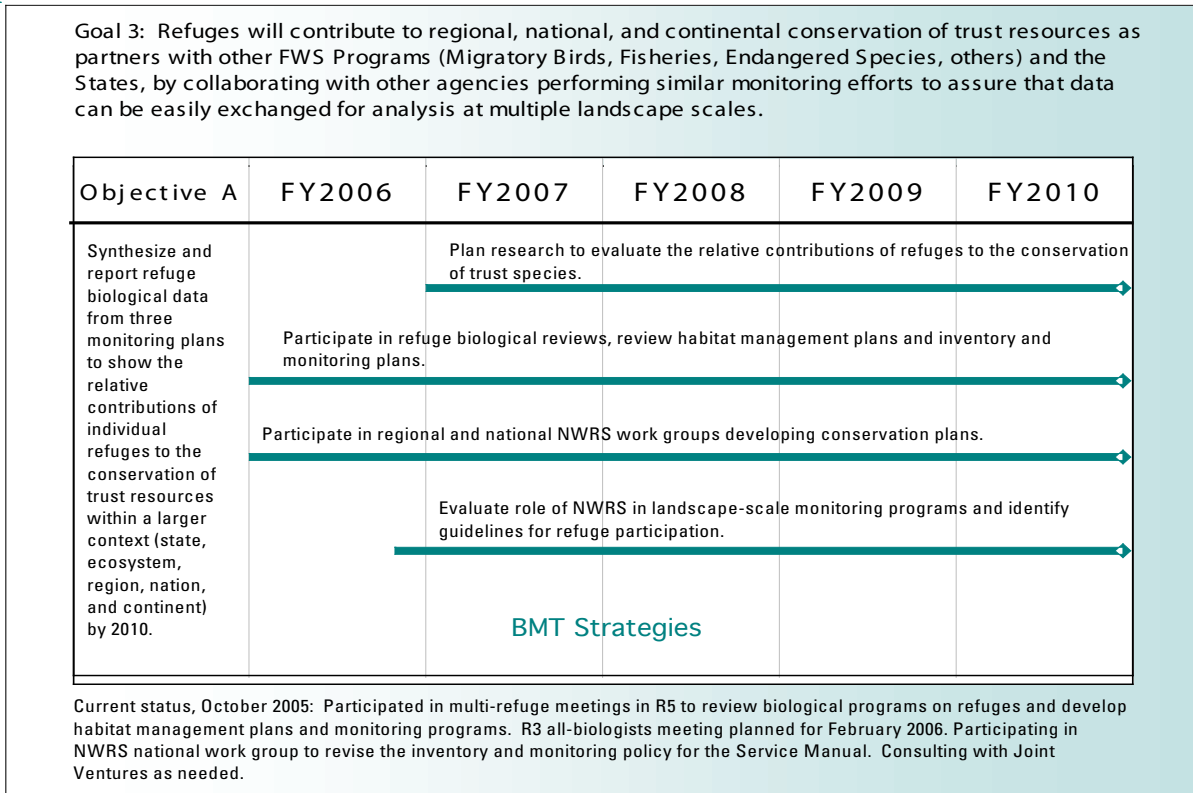 Goal 3: Refuges will contribute to regional, national, and continental conservation of trust resources as
partners with other FWS Programs (Migratory Birds, Fisheries, Endangered Species, others) and the
States, by collaborating with other agencies performing similar monitoring efforts to assure that data
can be easily exchanged for analysis at multiple landscape scales.
Objective A FY2006 FY2007 FY2008 FY2009 FY2010
Synthesize and
report refuge
biological data
from three
monitoring plans
to show the
relative
contributions of
individual
refuges to the
conservation of
trust resources
within a larger
context (state,
ecosystem,
region, nation,
and continent)
by 2010.
Plan research to evaluate the relative contributions of refuges to the conservation
of trust species.
Participate in refuge biological reviews, review habitat management plans and inventory and
monitoring plans.
Participate in regional and national NWRS work groups developing conservation plans.
Evaluate role of NWRS in landscape-scale monitoring programs and identify
guidelines for refuge participation.
BMT Strategies
Current status, October 2005: Participated in multi-refuge meetings in R5 to review biological programs on refuges and develop
habitat management plans and monitoring programs. R3 all-biologists meeting planned for February 2006. Participating in
NWRS national work group to revise the inventory and monitoring policy for the Service Manual. Consulting with Joint
Ventures as needed.